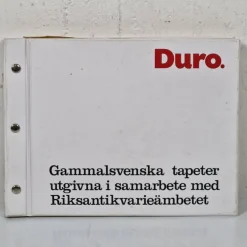 Duro.
Gammalsvenska tapeter
utgivna i samarbete med
Riksantikvarieämbetet